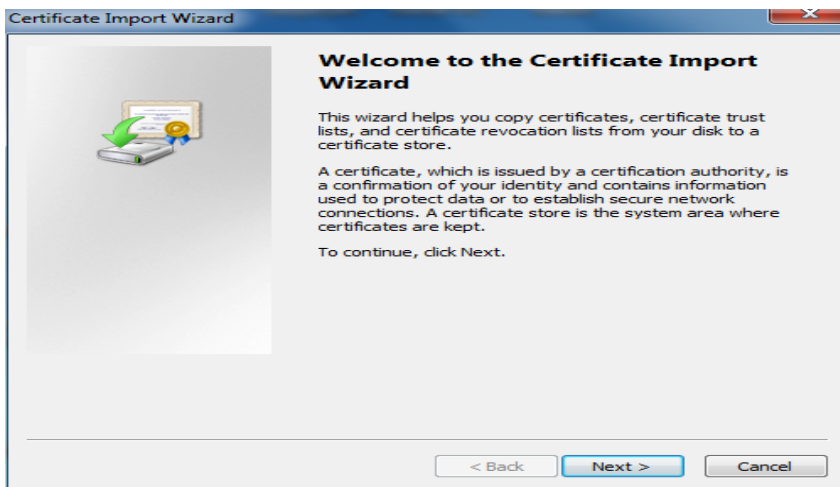 Certificate Import Wizard
Welcome to the Certificate Import
Wizard
This wizard helps you copy certificates, certificate trust
lists, and certificate revocation lists from your disk to a
certificate store.
A certificate, which is issued by a certification authority, is
a confirmation of your identity and contains information
used to protect data or to establish secure network
connections. A certificate store is the system area where
certificates are kept.
To continue, click Next.
< Back Next > Cancel